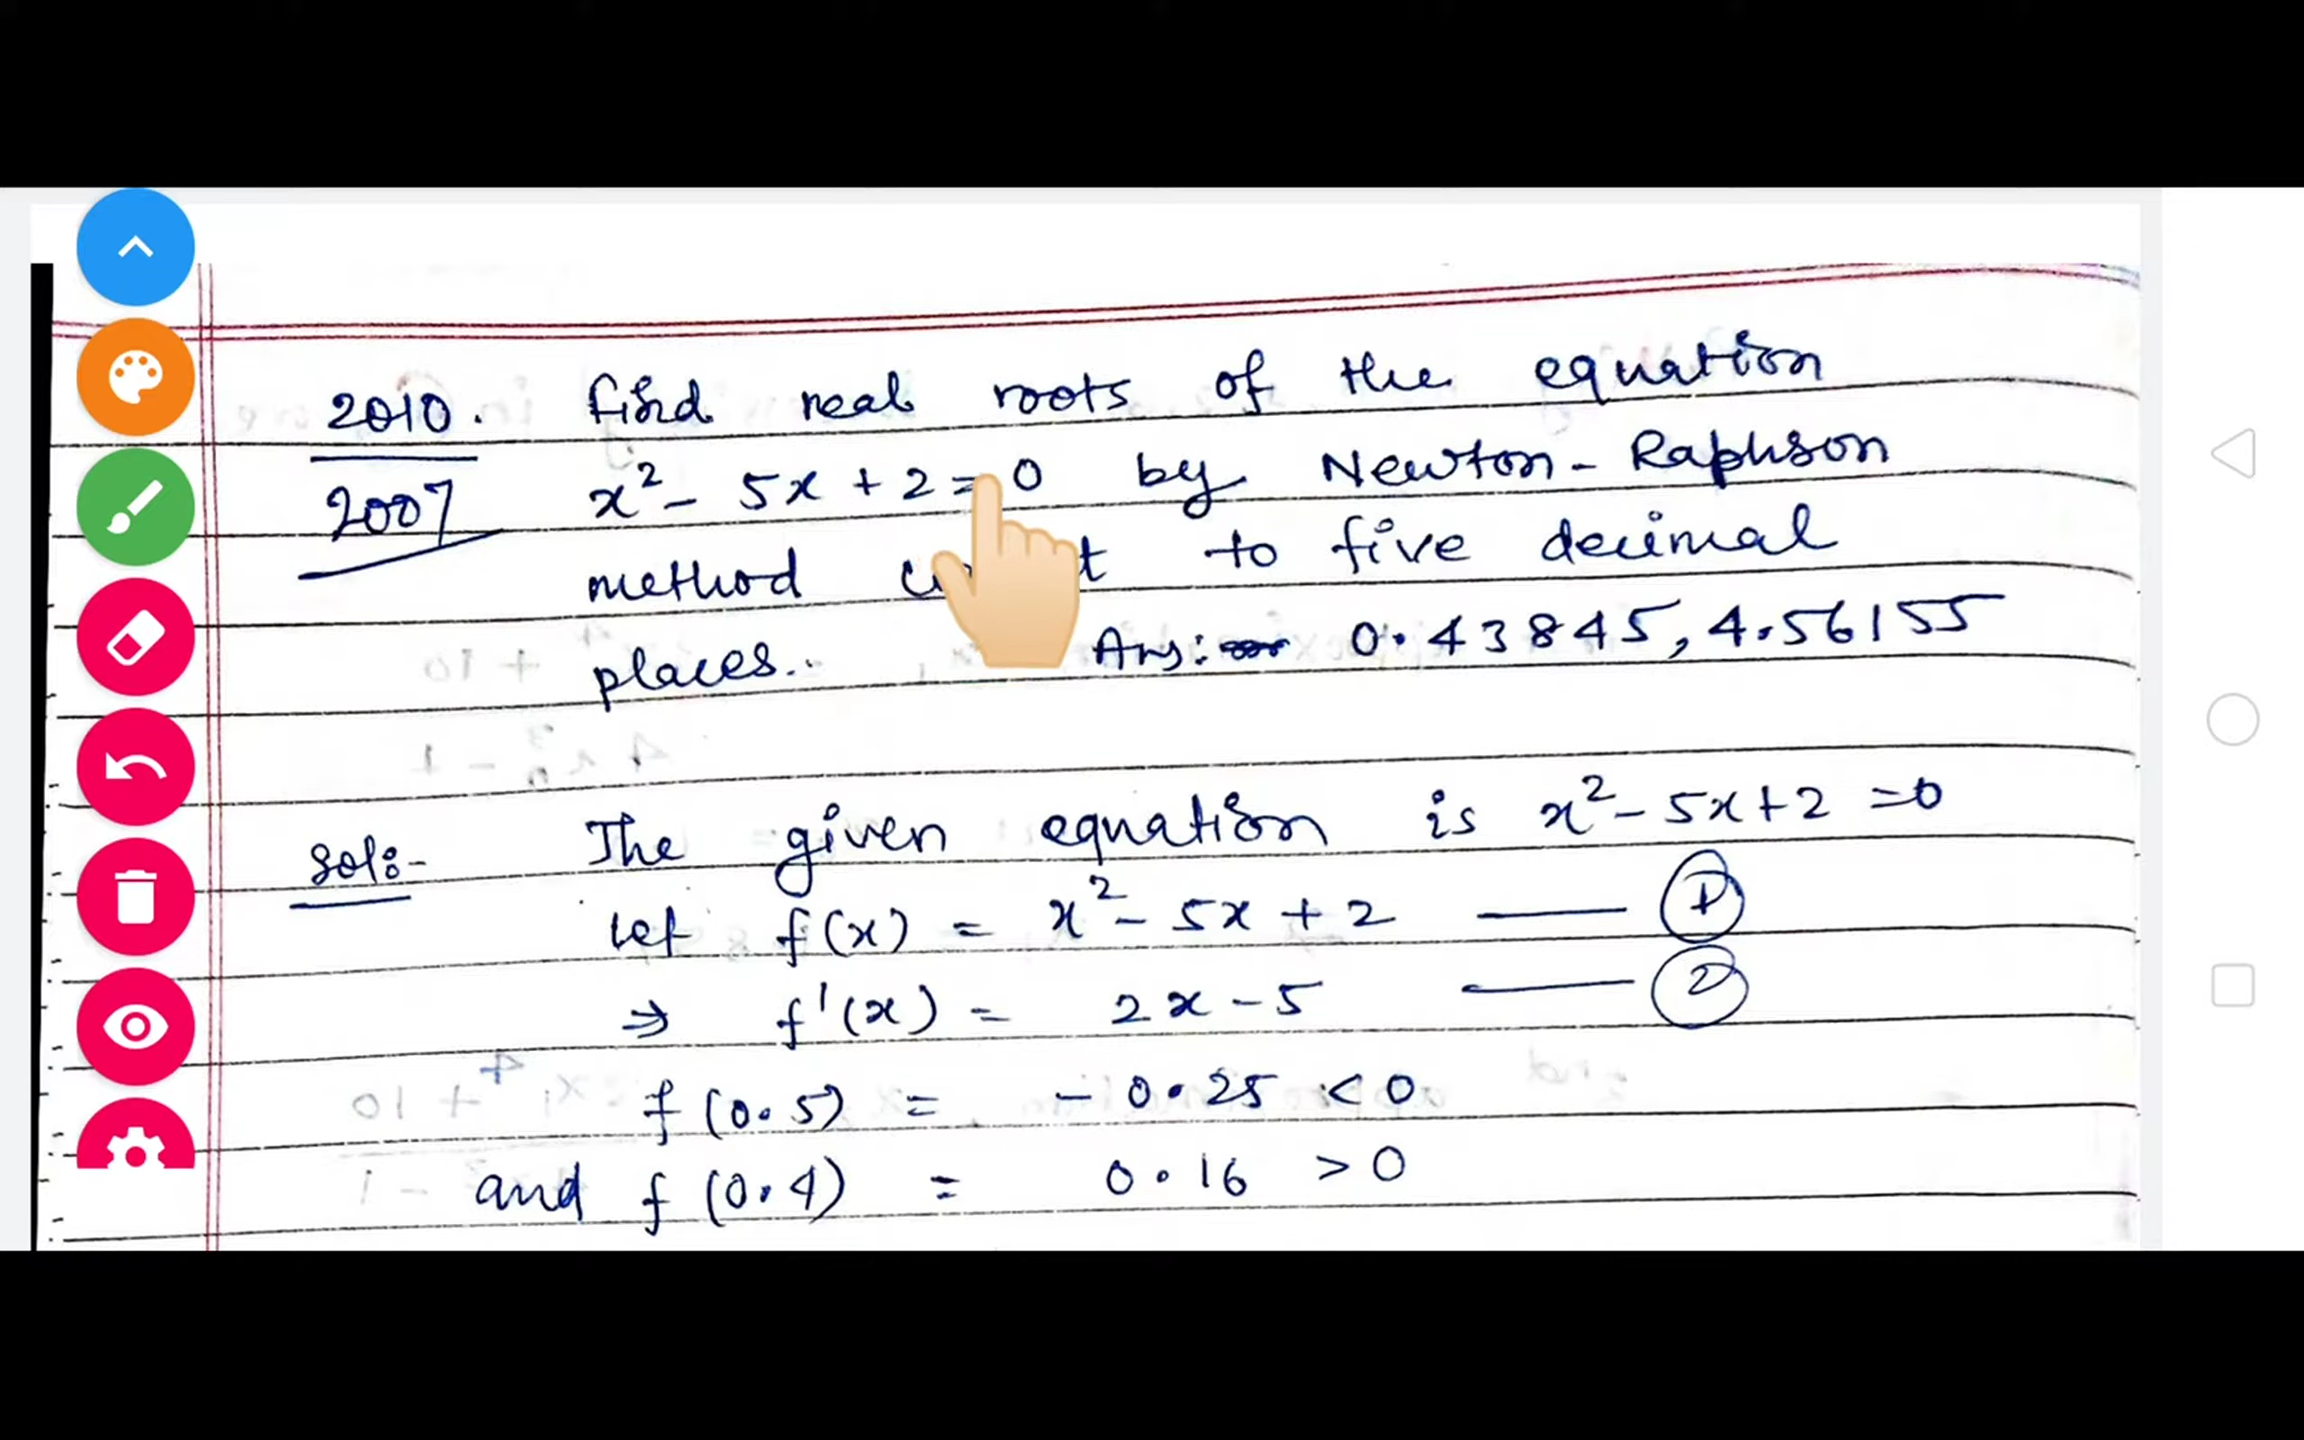 2010. Find real roots of the equation
2007 x² - 5x + 2 = 0 by Newton - Raphson
method to five decimal
places. Ans: 0.43845, 4.56155
Sol:- The given equation is x² - 5x + 2 = 0
Let f(x) = x² - 5x + 2 —— ①
⇒ f'(x) = 2x - 5 —— ②
f(0.5) = - 0.25 < 0
and f(0.4) = 0.16 > 0